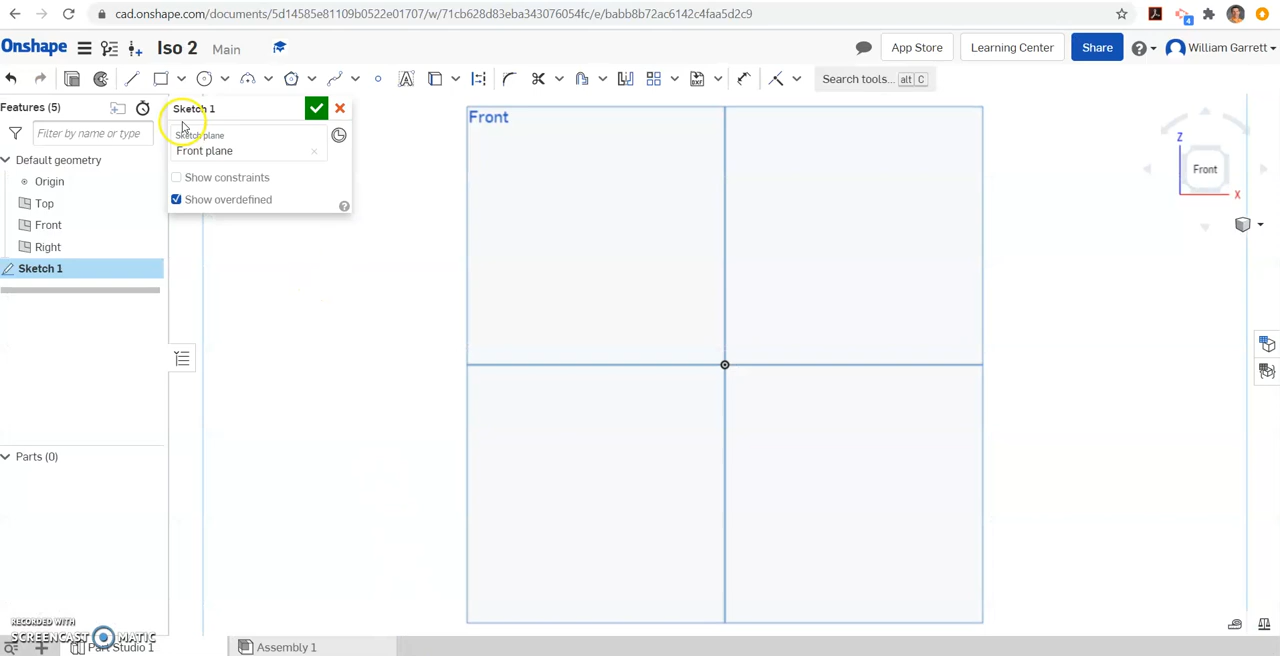 cad.onshape.com/documents/5d14585e81109b0522e01707/w/71cb628d83eba343076054fc/e/babb8b72ac6142c4faa5d2c9
4
Onshape
Iso 2
Main
App Store
Learning Center
Share
William Garrett
Search tools...
alt C
Features (5)
Filter by name or type
Default geometry
Origin
Top
Front
Right
Sketch 1
Parts (0)
Sketch 1
Sketch plane
Front plane
Show constraints
Show overdefined
Front
Z
Front
X
RECORDED WITH
SCREENCAST MATIC
Part Studio 1
Assembly 1